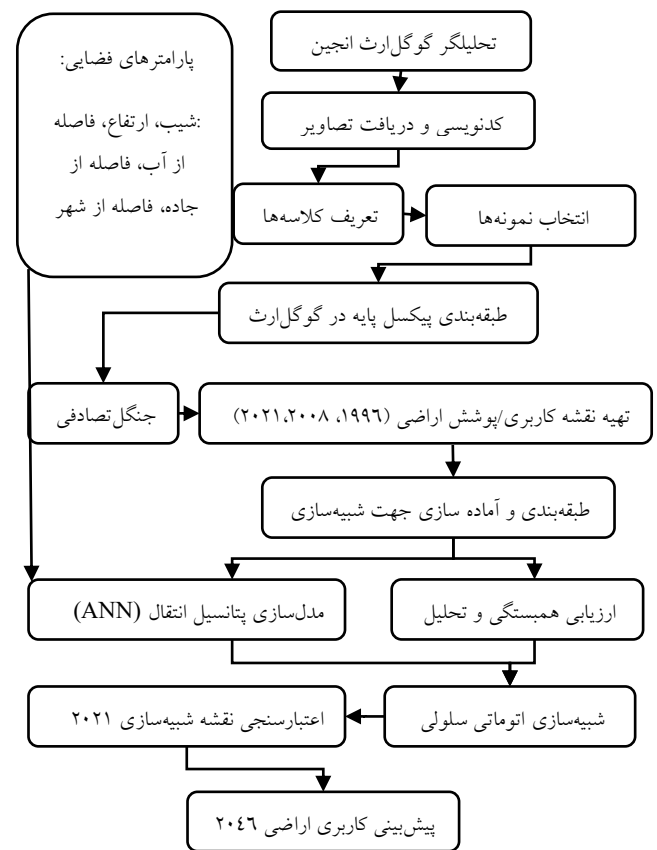 تحلیلگر گوگل‌ارث انجین
پارامترهای فضایی:
:شیب، ارتفاع، فاصله
از آب، فاصله از
جاده، فاصله از شهر
کدنویسی و دریافت تصاویر
تعریف کلاسه‌ها
انتخاب نمونه‌ها
طبقه‌بندی پیکسل پایه در گوگل‌ارث
جنگل‌تصادفی
تهیه نقشه کاربری/پوشش اراضی (۱۹۹۶، ۲۰۰۸،۲۰۲۱)
طبقه‌بندی و آماده سازی جهت شبیه‌سازی
مدل‌سازی پتانسیل انتقال (ANN)
ارزیابی همبستگی و تحلیل
شبیه‌سازی اتوماتی سلولی
اعتبارسنجی نقشه شبیه‌سازی ۲۰۲۱
پیش‌بینی کاربری اراضی ۲۰۴۶